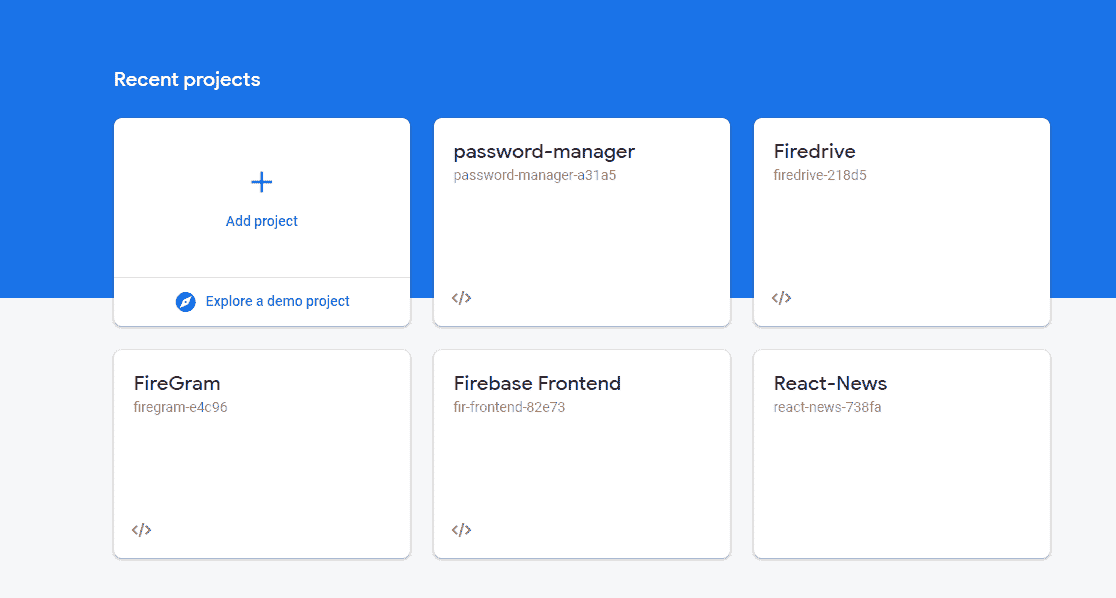 Recent projects
Add project
Explore a demo project
password-manager
password-manager-a31a5
Firedrive
firedrive-218d5
FireGram
firegram-e4c96
Firebase Frontend
fir-frontend-82e73
React-News
react-news-738fa